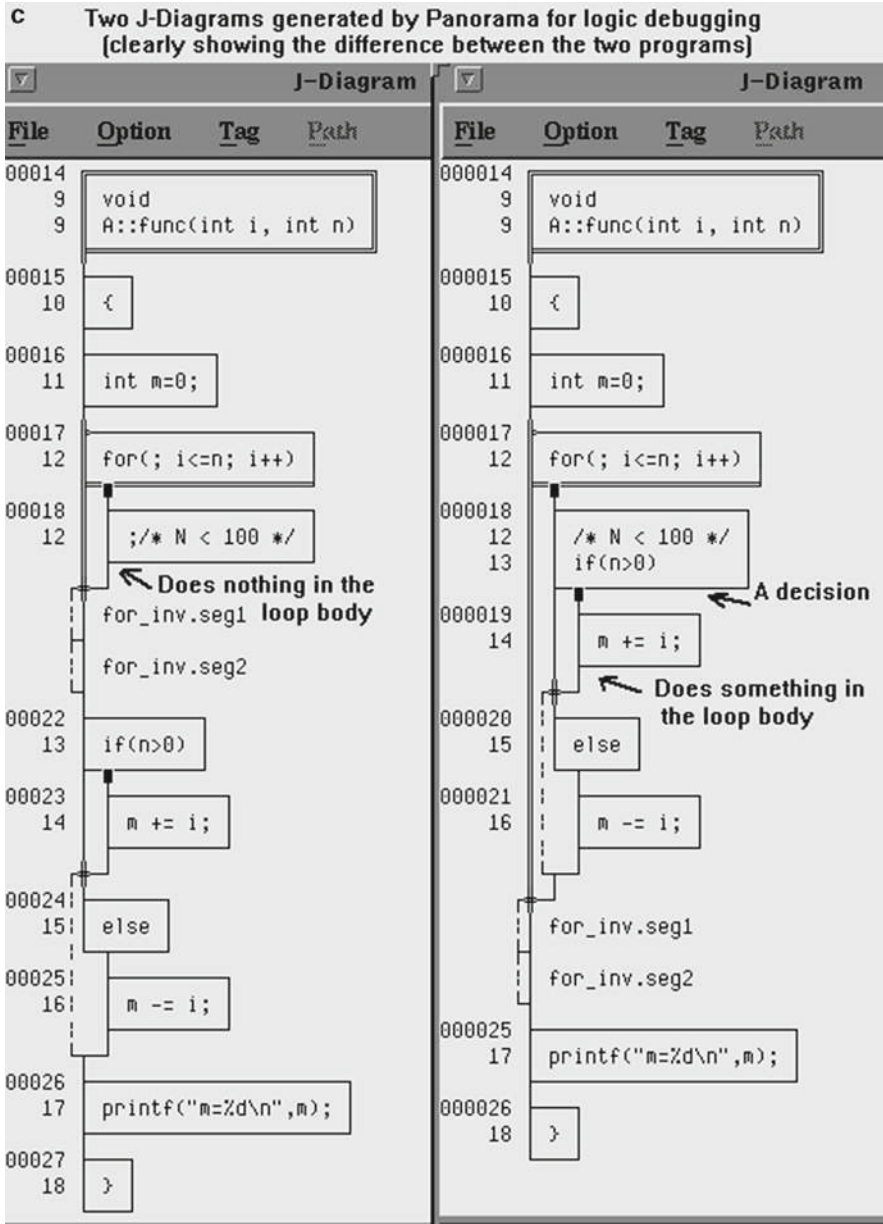 C Two J-Diagrams generated by Panorama for logic debugging
(clearly showing the difference between the two programs)
J-Diagram
File Option Tag Path
00014
9 void
9 A::func(int i, int n)
00015
10 {
00016
11 int m=0;
00017
12 for(; i<=n; i++)
00018
12 ;/* N < 100 */
Does nothing in the
loop body
for_inv.seg1
for_inv.seg2
00022
13 if(n>0)
00023
14 m += i;
00024
15 else
00025
16 m -= i;
00026
17 printf("m=%d\n",m);
00027
18 }
J-Diagram
File Option Tag Path
000014
9 void
9 A::func(int i, int n)
000015
10 {
000016
11 int m=0;
000017
12 for(; i<=n; i++)
000018
12 /* N < 100 */
13 if(n>0)
A decision
000019
14 m += i;
Does something in
the loop body
000020
15 else
000021
16 m -= i;
for_inv.seg1
for_inv.seg2
000025
17 printf("m=%d\n",m);
000026
18 }